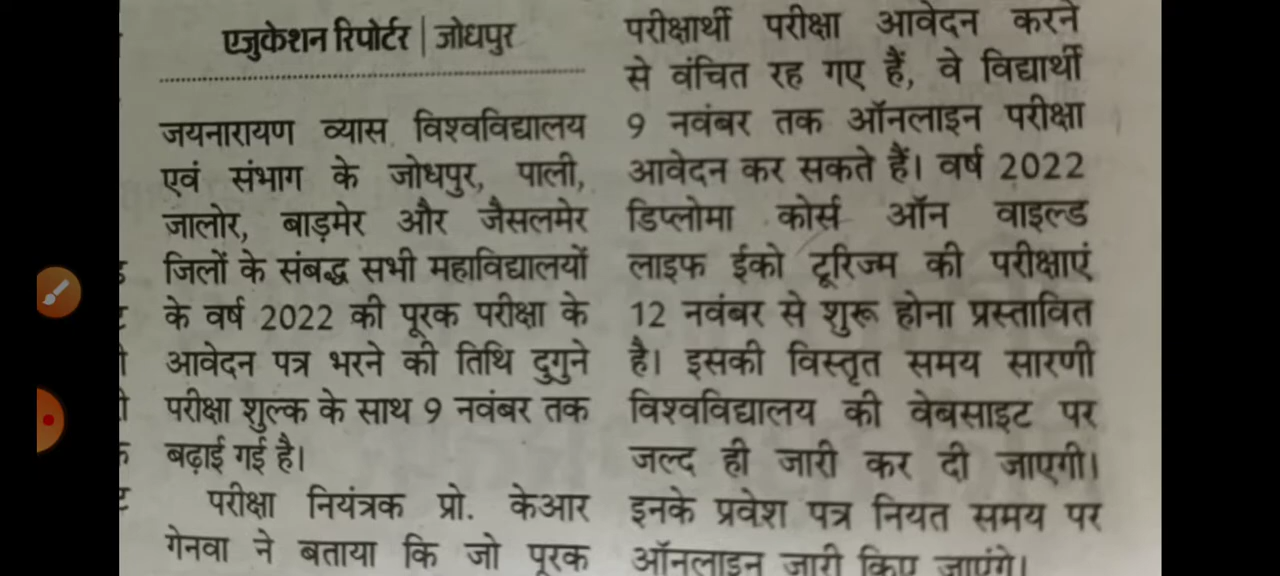 एजुकेशन रिपोर्टर | जोधपुर
जयनारायण व्यास विश्वविद्यालय
एवं संभाग के जोधपुर, पाली,
जालोर, बाड़मेर और जैसलमेर
जिलों के संबद्ध सभी महाविद्यालयों
के वर्ष 2022 की पूरक परीक्षा के
आवेदन पत्र भरने की तिथि दुगुने
परीक्षा शुल्क के साथ 9 नवंबर तक
बढ़ाई गई है।
परीक्षा नियंत्रक प्रो. केआर
गेनवा ने बताया कि जो पूरक
परीक्षार्थी परीक्षा आवेदन करने
से वंचित रह गए हैं, वे विद्यार्थी
9 नवंबर तक ऑनलाइन परीक्षा
आवेदन कर सकते हैं। वर्ष 2022
डिप्लोमा कोर्स ऑन वाइल्ड
लाइफ ईको टूरिज्म की परीक्षाएं
12 नवंबर से शुरू होना प्रस्तावित
है। इसकी विस्तृत समय सारणी
विश्वविद्यालय की वेबसाइट पर
जल्द ही जारी कर दी जाएगी।
इनके प्रवेश पत्र नियत समय पर
ऑनलाइन जारी किए जाएंगे।